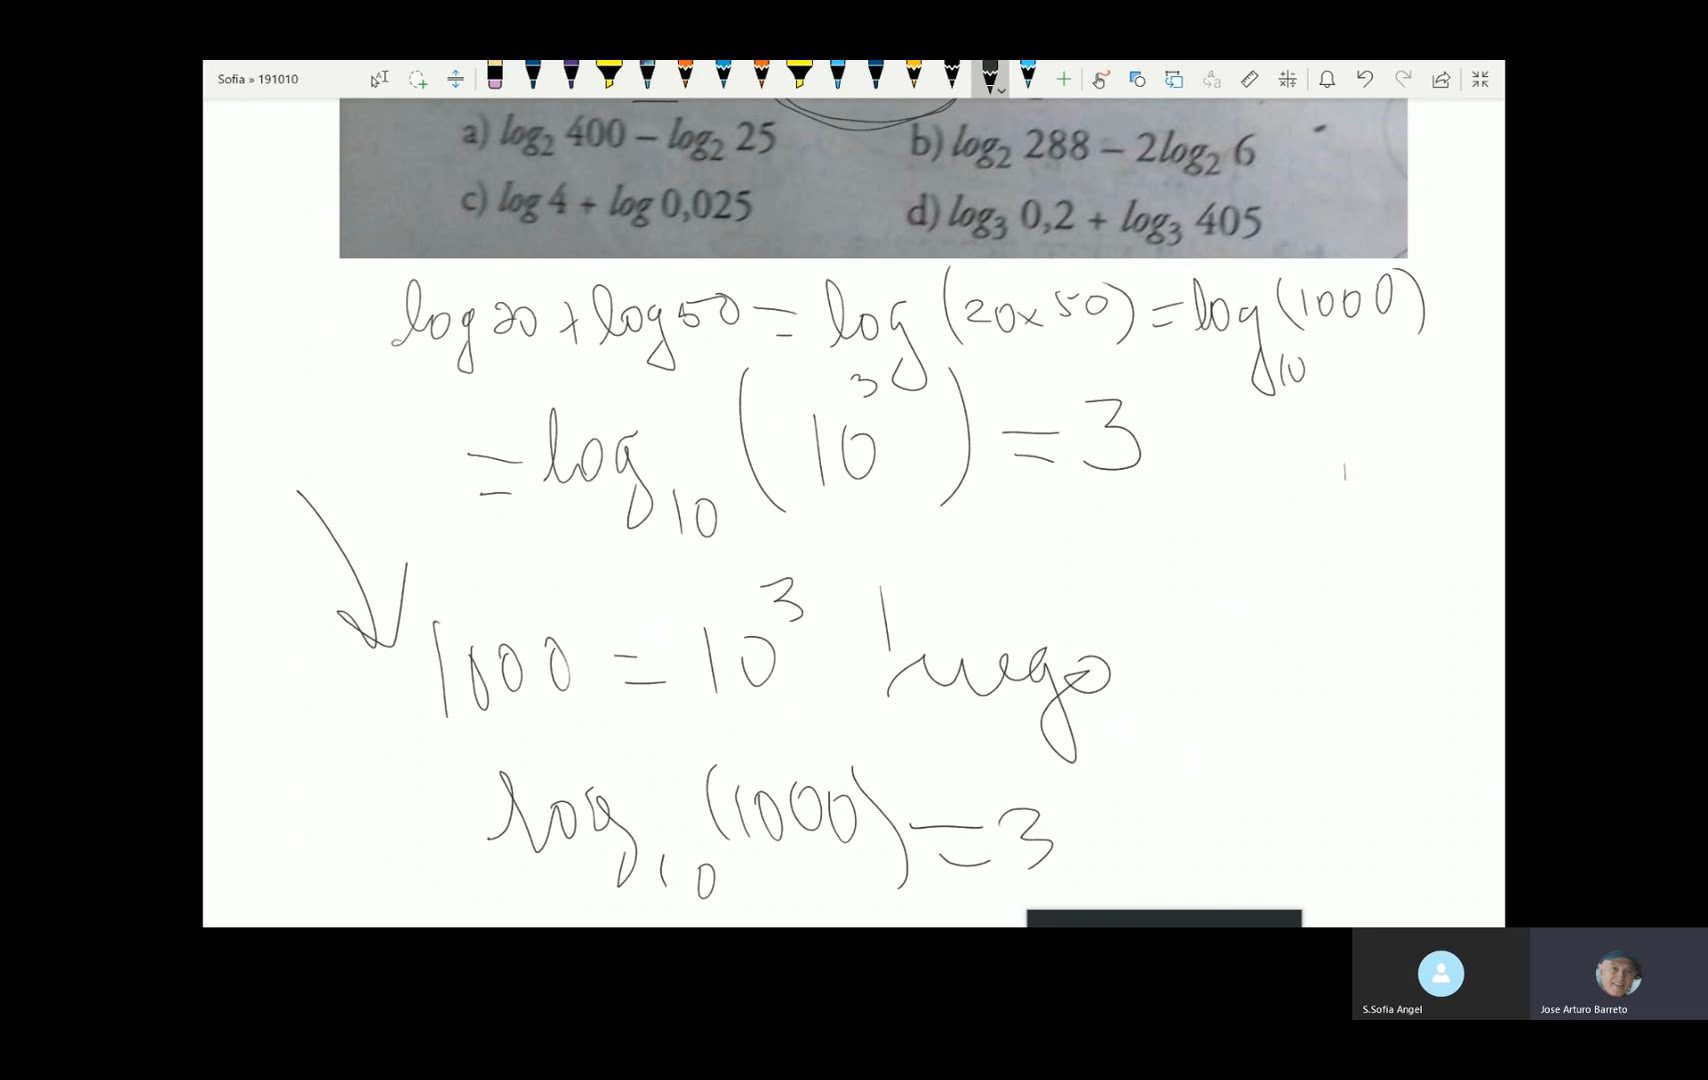 Sofia » 191010
a) log₂ 400 – log₂ 25
b) log₂ 288 – 2log₂ 6
c) log 4 + log 0,025
d) log₃ 0,2 + log₃ 405
log 20 + log 50 = log (20x50) = log₁₀ (1000)
= log₁₀ (10³) = 3
1000 = 10³ luego
log₁₀ (1000) = 3
S.Sofia Angel
Jose Arturo Barreto